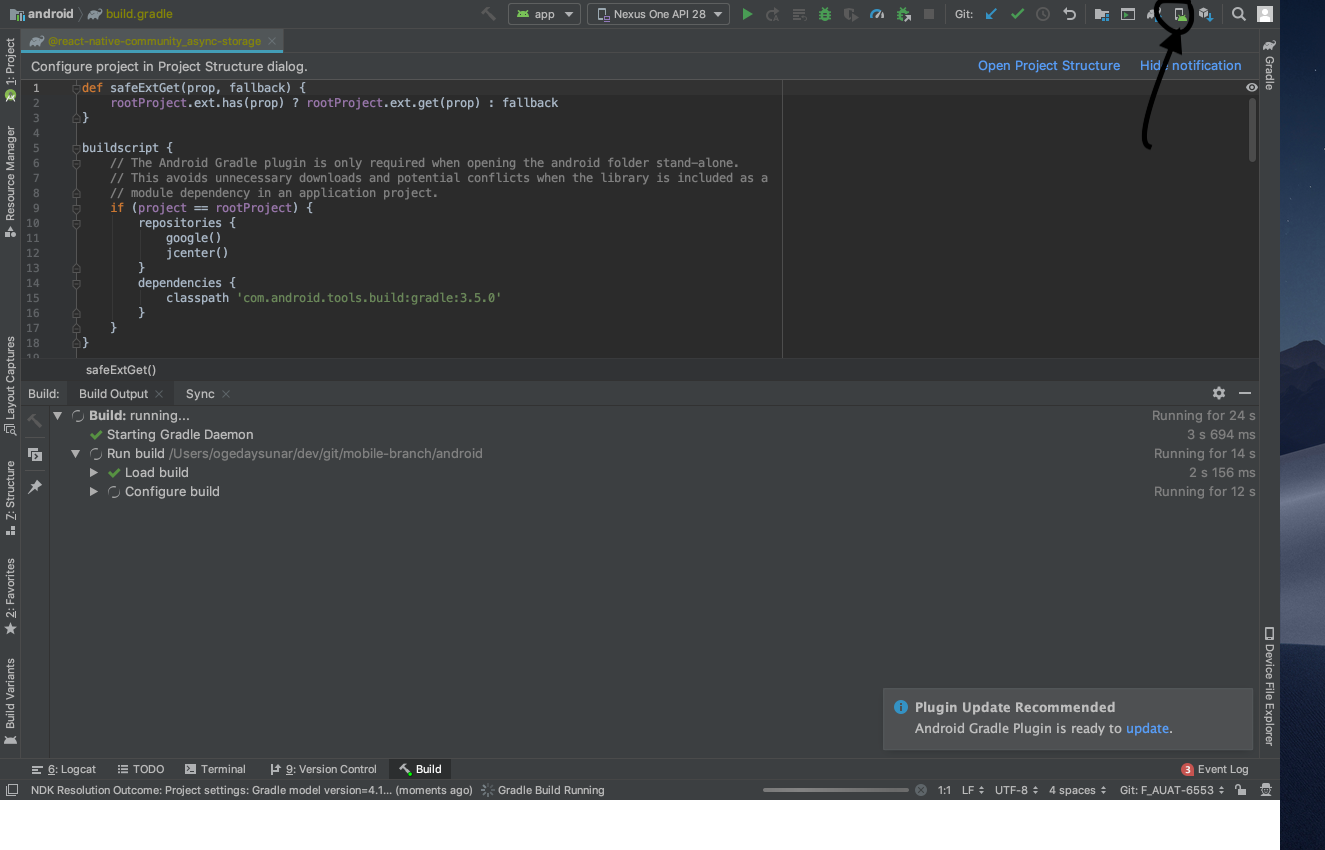 android
build.gradle
app
Nexus One API 28
Git:
@react-native-community_async-storage
Configure project in Project Structure dialog.
Open Project Structure
Hide notification
1 def safeExtGet(prop, fallback) {
2 rootProject.ext.has(prop) ? rootProject.ext.get(prop) : fallback
3 }
4
5 buildscript {
6 // The Android Gradle plugin is only required when opening the android folder stand-alone.
7 // This avoids unnecessary downloads and potential conflicts when the library is included as a
8 // module dependency in an application project.
9 if (project == rootProject) {
10 repositories {
11 google()
12 jcenter()
13 }
14 dependencies {
15 classpath 'com.android.tools.build:gradle:3.5.0'
16 }
17 }
18 }
19
safeExtGet()
1: Project
Resource Manager
Layout Captures
Z: Structure
2: Favorites
Build Variants
Gradle
Device File Explorer
Build:
Build Output
Sync
Build: running... Running for 24 s
Starting Gradle Daemon 3 s 694 ms
Run build /Users/ogedaysunar/dev/git/mobile-branch/android Running for 14 s
Load build 2 s 156 ms
Configure build Running for 12 s
Plugin Update Recommended
Android Gradle Plugin is ready to update.
6: Logcat
TODO
Terminal
9: Version Control
Build
3 Event Log
NDK Resolution Outcome: Project settings: Gradle model version=4.1... (moments ago)
Gradle Build Running
1:1
LF
UTF-8
4 spaces
Git: F_AUAT-6553